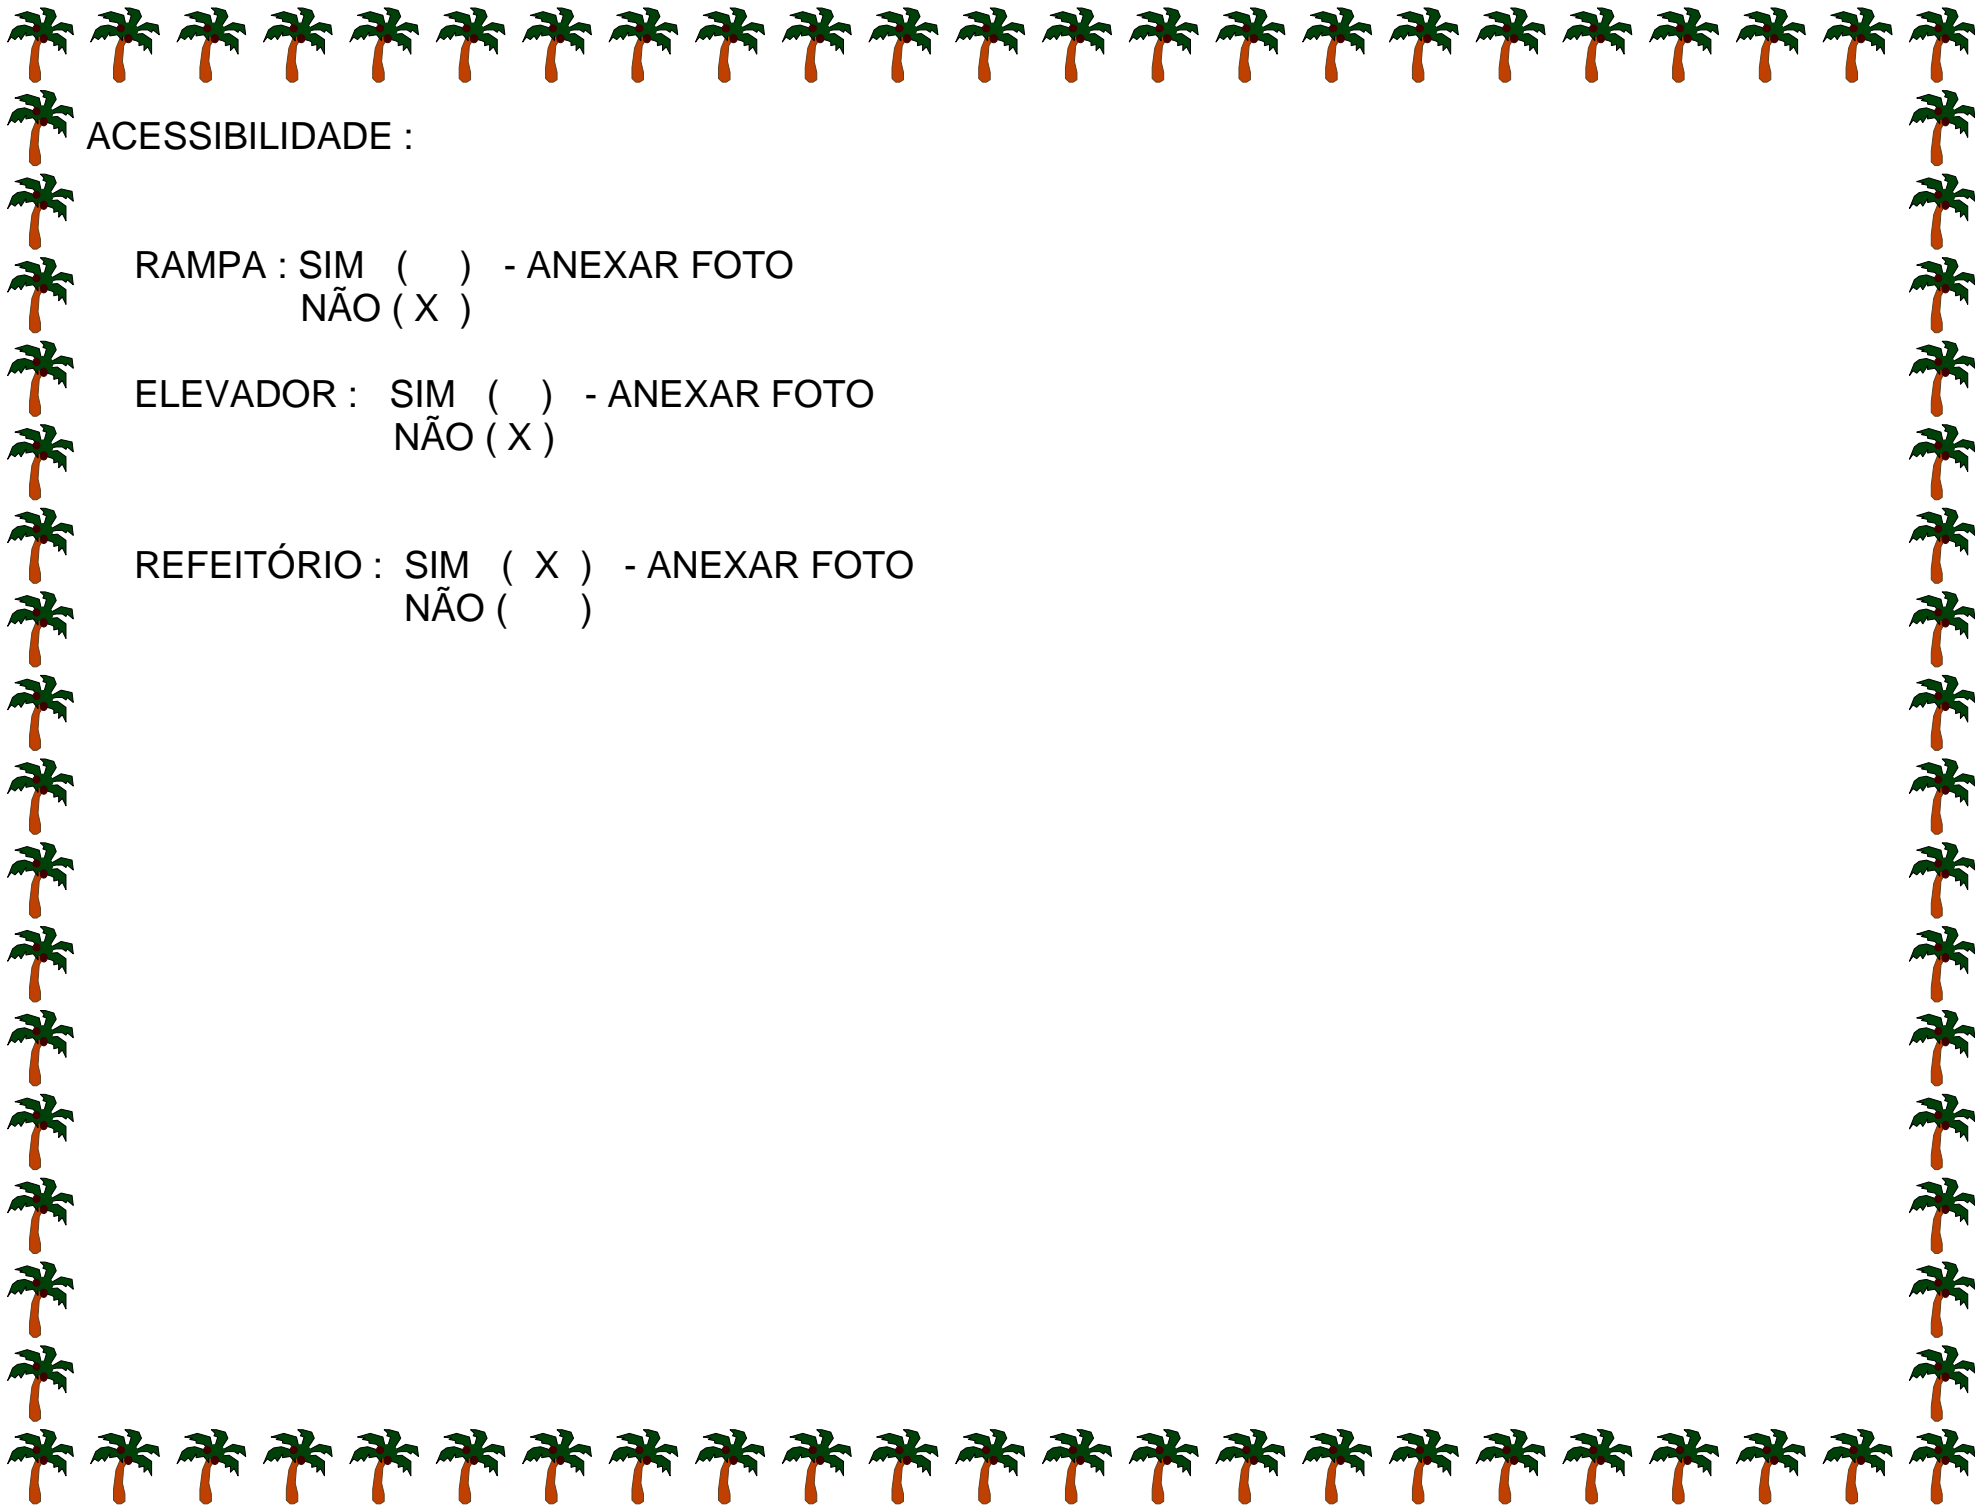 ACESSIBILIDADE :
RAMPA : SIM ( ) - ANEXAR FOTO
NÃO ( X )
ELEVADOR : SIM ( ) - ANEXAR FOTO
NÃO ( X )
REFEITÓRIO : SIM ( X ) - ANEXAR FOTO
NÃO ( )